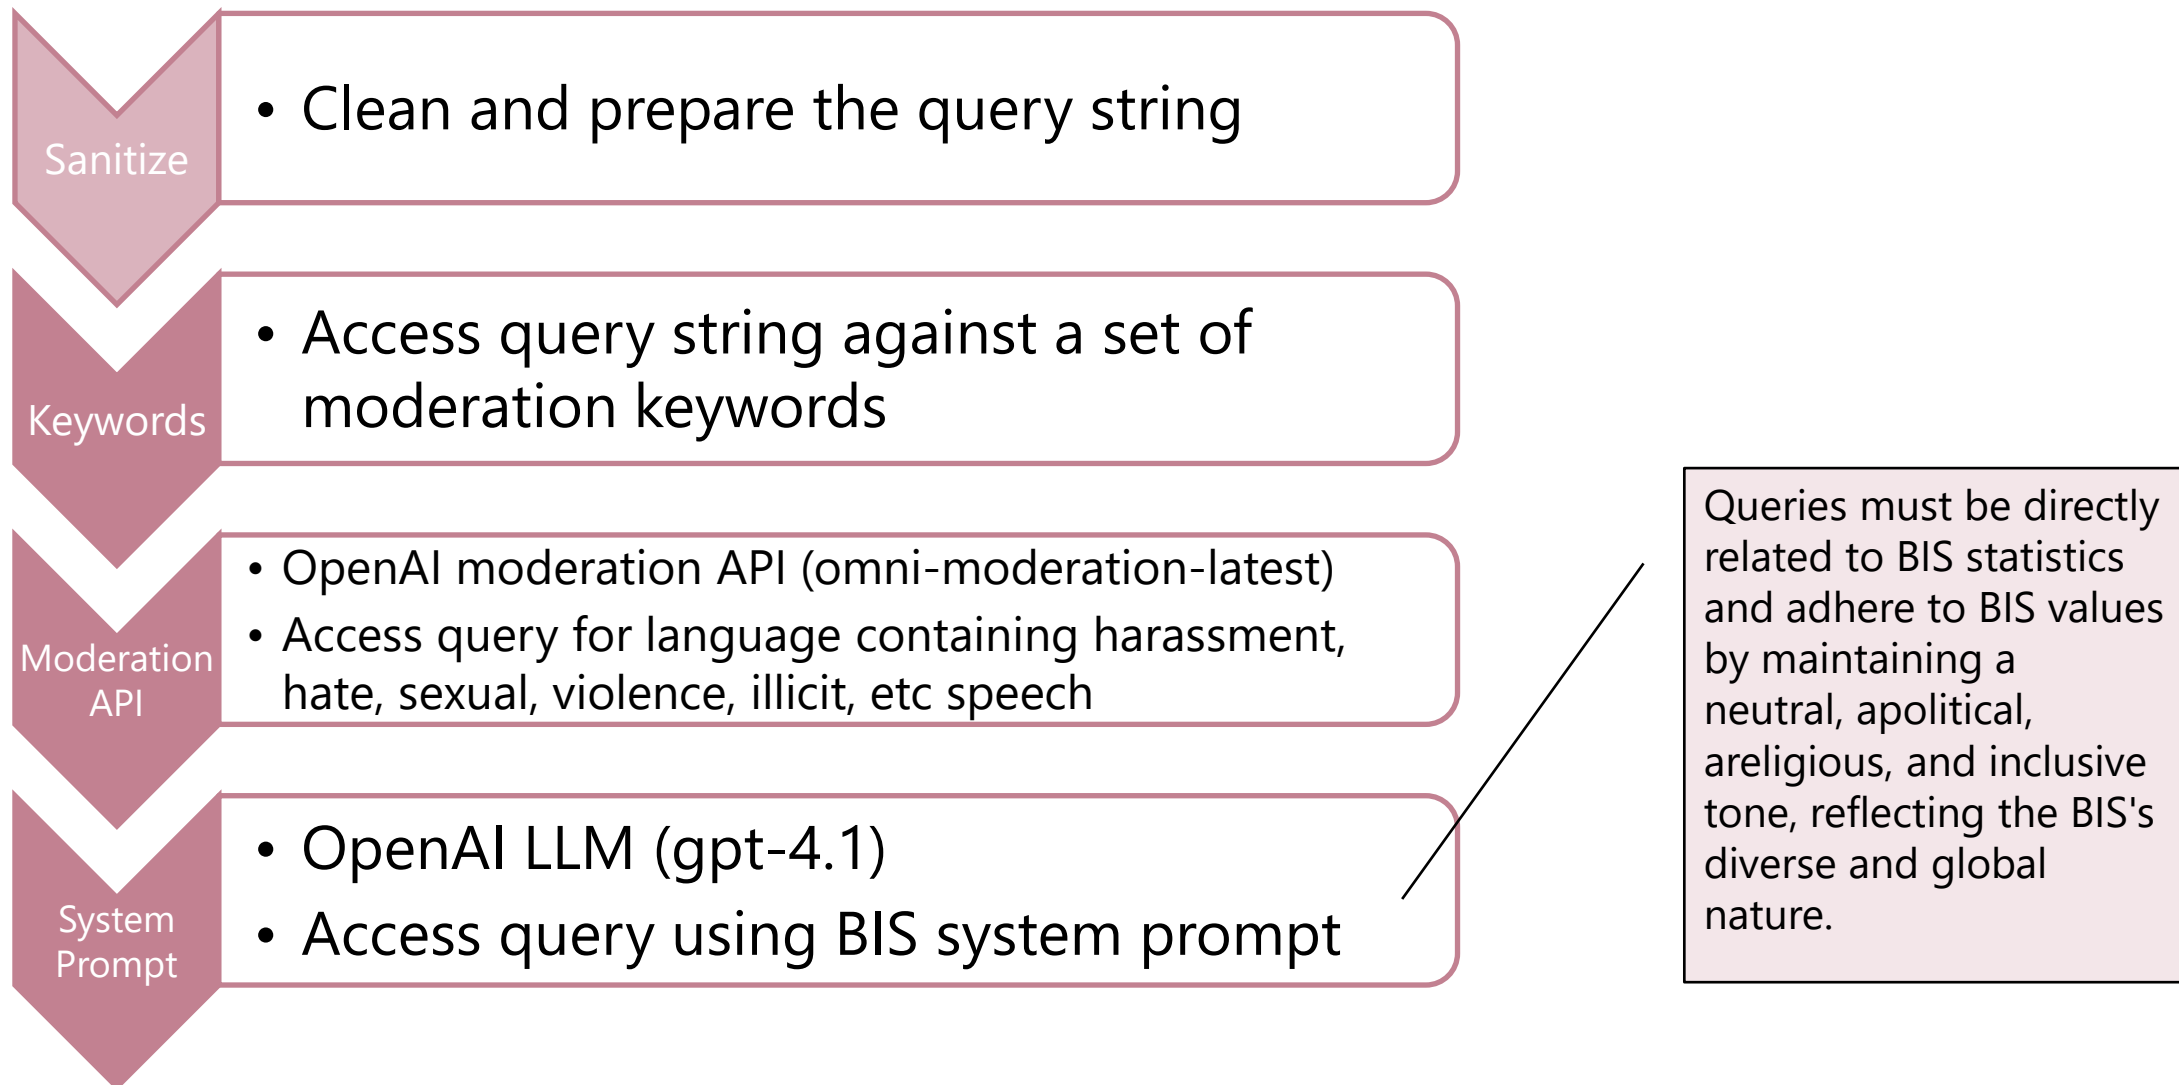 Sanitize
• Clean and prepare the query string
Keywords
• Access query string against a set of
moderation keywords
Moderation
API
• OpenAI moderation API (omni-moderation-latest)
• Access query for language containing harassment,
hate, sexual, violence, illicit, etc speech
System
Prompt
• OpenAI LLM (gpt-4.1)
• Access query using BIS system prompt
Queries must be directly
related to BIS statistics
and adhere to BIS values
by maintaining a
neutral, apolitical,
areligious, and inclusive
tone, reflecting the BIS's
diverse and global
nature.